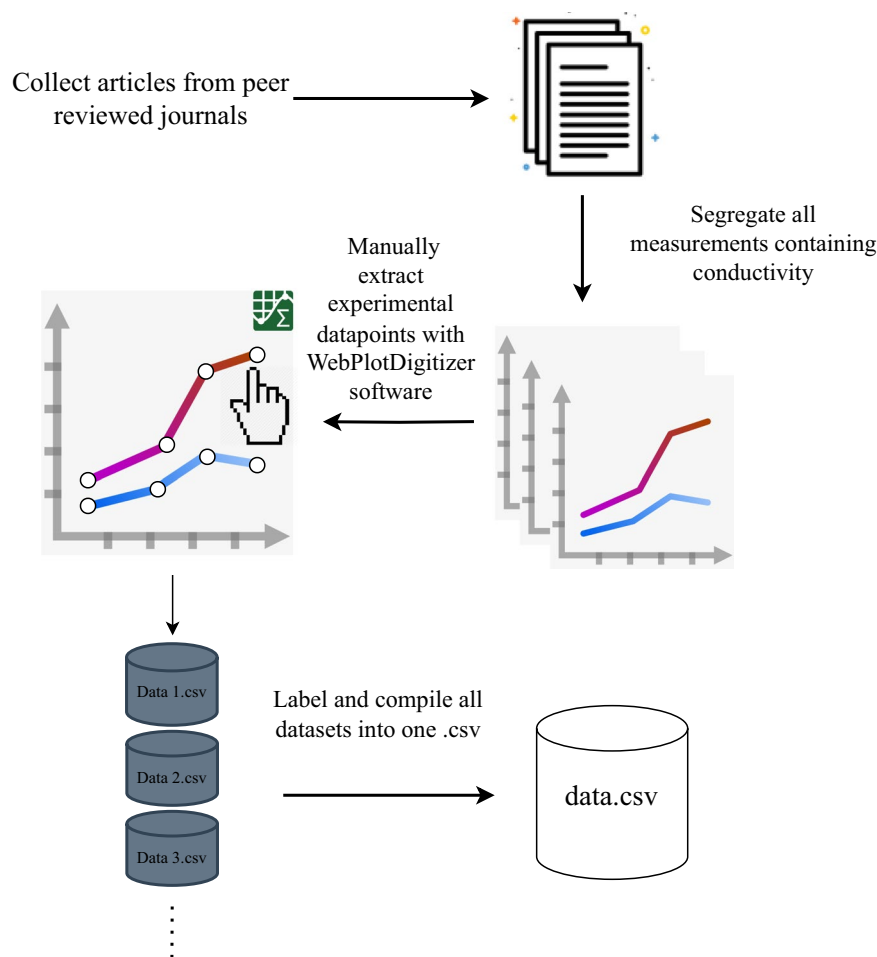 Collect articles from peer
reviewed journals
Segregate all
measurements containing
conductivity
Manually
extract
experimental
datapoints with
WebPlotDigitizer
software
Σ
Data 1.csv
Data 2.csv
Data 3.csv
Label and compile all
datasets into one .csv
data.csv